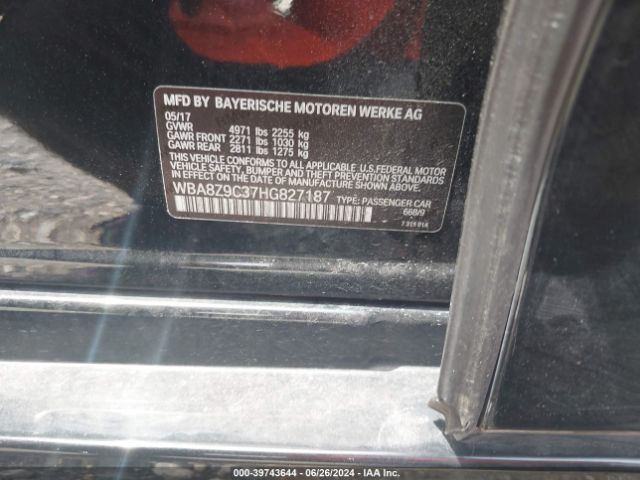 MFD BY BAYERISCHE MOTOREN WERKE AG
05/17
GVWR 4971 lbs 2255 kg
GAWR FRONT 2271 lbs 1030 kg
GAWR REAR 2811 lbs 1275 kg
THIS VEHICLE CONFORMS TO ALL APPLICABLE U.S.FEDERAL MOTOR
VEHICLE SAFETY, BUMPER, AND THEFT PREVENTION STANDARDS
IN EFFECT ON THE DATE OF MANUFACTURE SHOWN ABOVE.
WBA8Z9C37HG827187 TYPE: PASSENGER CAR
668/9
000-39743644 | 06/26/2024 - IAA Inc.